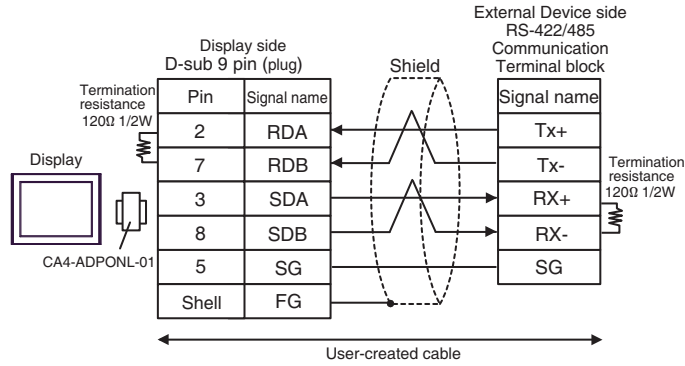 External Device side
RS-422/485
Communication
Terminal block
Display side
D-sub 9 pin (plug)
Shield
Termination
resistance
120Ω 1/2W
Pin Signal name
Signal name
2 RDA
Tx+
7 RDB
Tx-
Display
Termination
resistance
120Ω 1/2W
3 SDA
RX+
8 SDB
RX-
CA4-ADPONL-01
5 SG
SG
Shell FG
User-created cable